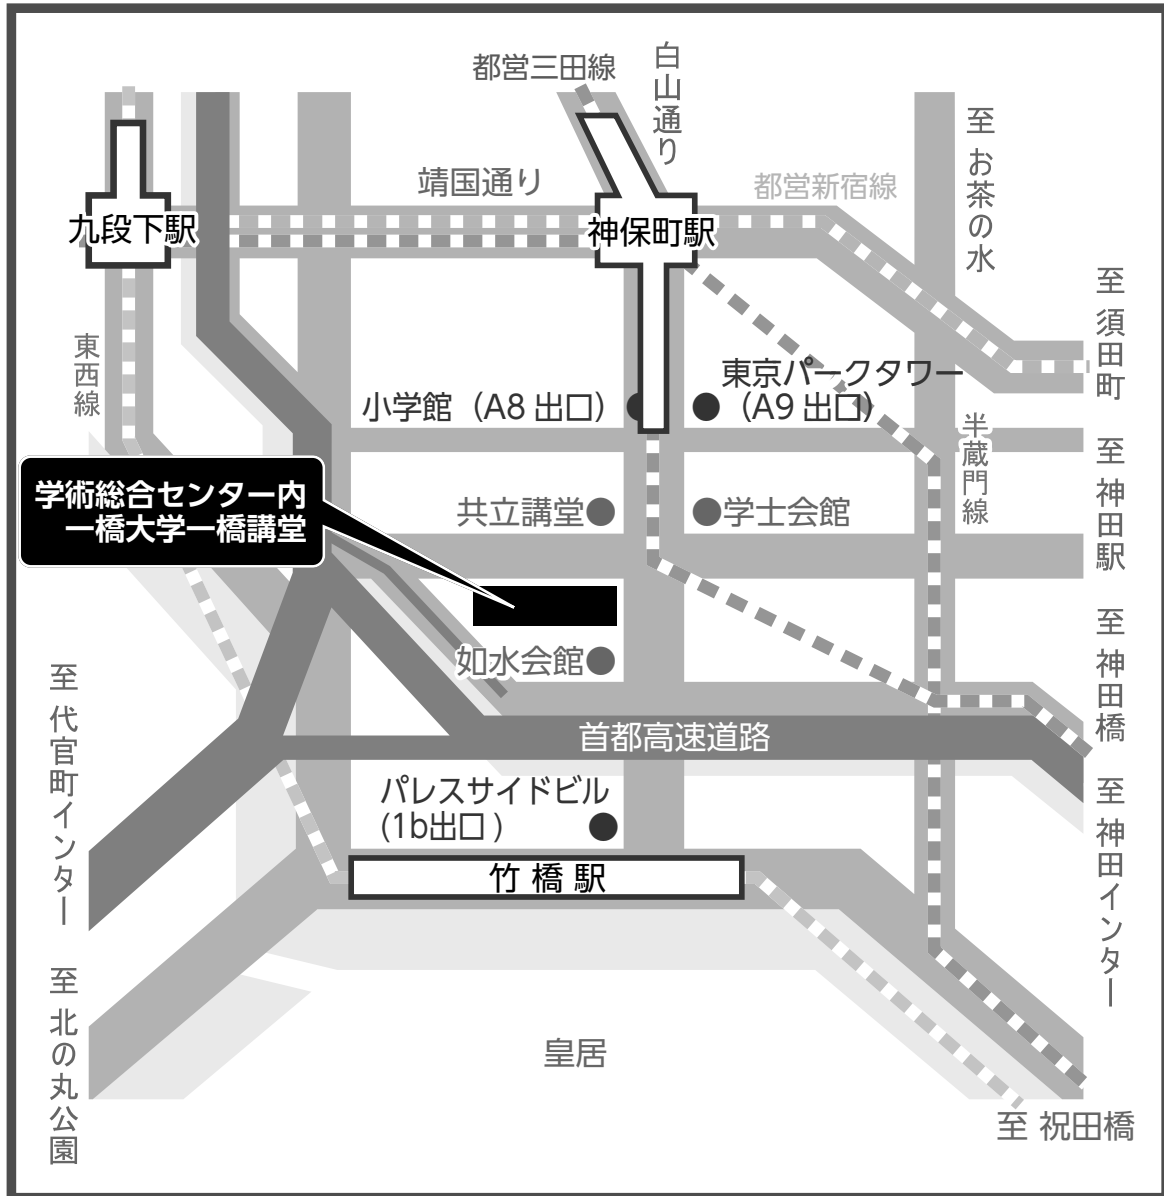 都営三田線
白山通り
至 お茶の水
靖国通り
都営新宿線
九段下駅
神保町駅
至 須田町
東西線
東京パークタワー
小学館（A8 出口）
（A9 出口）
半蔵門線
至 神田駅
学術総合センター内
一橋大学一橋講堂
共立講堂
学士会館
至 神田橋
如水会館
至 代官町インター
首都高速道路
パレスサイドビル
(1b出口 )
至 神田インター
竹 橋 駅
至 北の丸公園
皇居
至 祝田橋